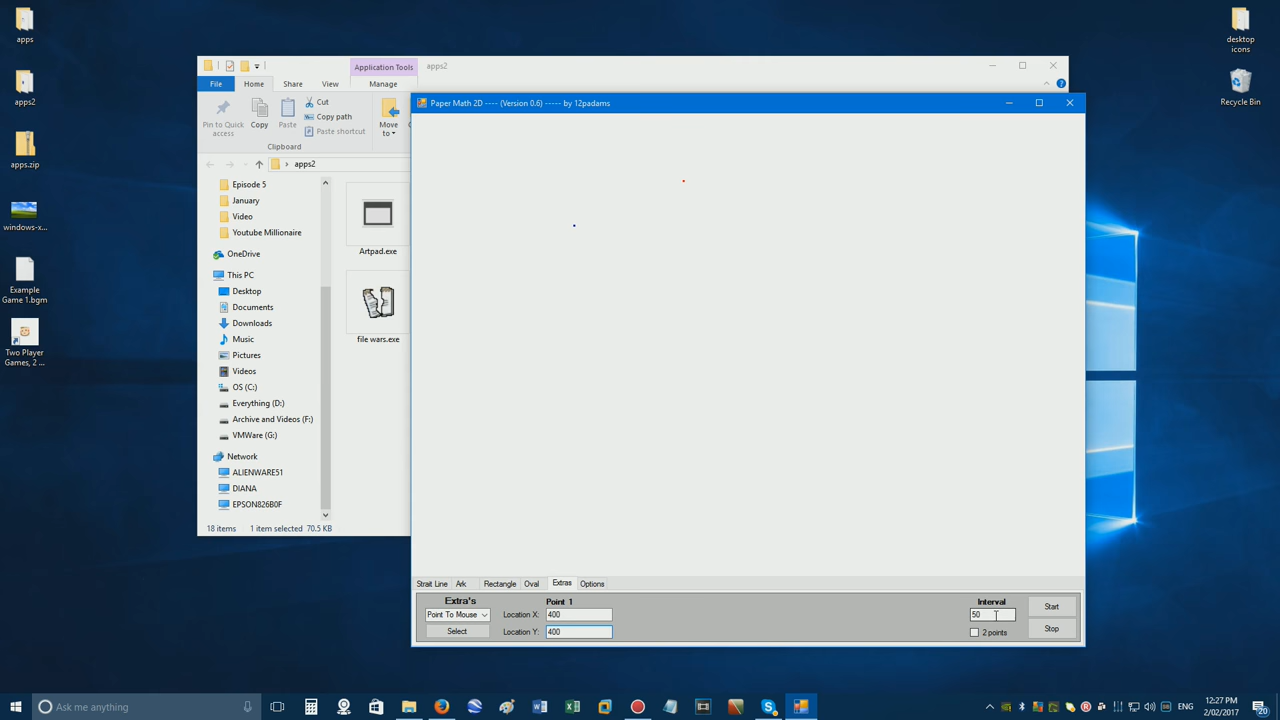 apps
apps2
apps.zip
windows-x...
Example
Game 1.bgm
Two Player
Games, 2 ...
desktop
icons
Recycle Bin
Application Tools
apps2
File
Home
Share
View
Manage
Pin to Quick
access
Copy
Paste
Cut
Copy path
Paste shortcut
Move
to
Clipboard
apps2
Episode 5
January
Video
Youtube Millionaire
OneDrive
This PC
Desktop
Documents
Downloads
Music
Pictures
Videos
OS (C:)
Everything (D:)
Archive and Videos (F:)
VMWare (G:)
Network
ALIENWARE51
DIANA
EPSON826B0F
Artpad.exe
file wars.exe
18 items
1 item selected 70.5 KB
Paper Math 2D ---- (Version 0.6) ----- by 12padams
Strait Line
Ark
Rectangle
Oval
Extras
Options
Extra's
Point To Mouse
Select
Point 1
Location X:
400
Location Y:
400
Interval
50
2 points
Start
Stop
Ask me anything
ENG
12:27 PM
2/02/2017
20